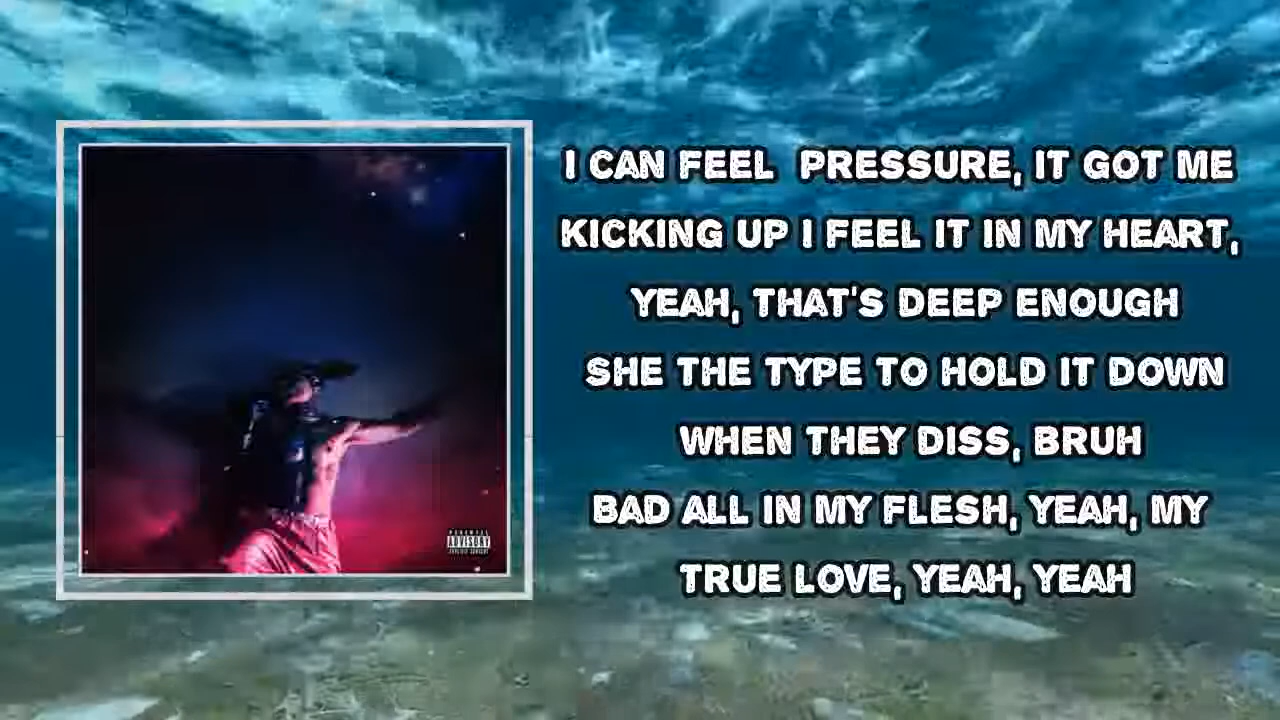 I CAN FEEL PRESSURE, IT GOT ME
KICKING UP I FEEL IT IN MY HEART,
YEAH, THAT'S DEEP ENOUGH
SHE THE TYPE TO HOLD IT DOWN
WHEN THEY DISS, BRUH
BAD ALL IN MY FLESH, YEAH, MY
TRUE LOVE, YEAH, YEAH
PARENTAL
ADVISORY
EXPLICIT CONTENT